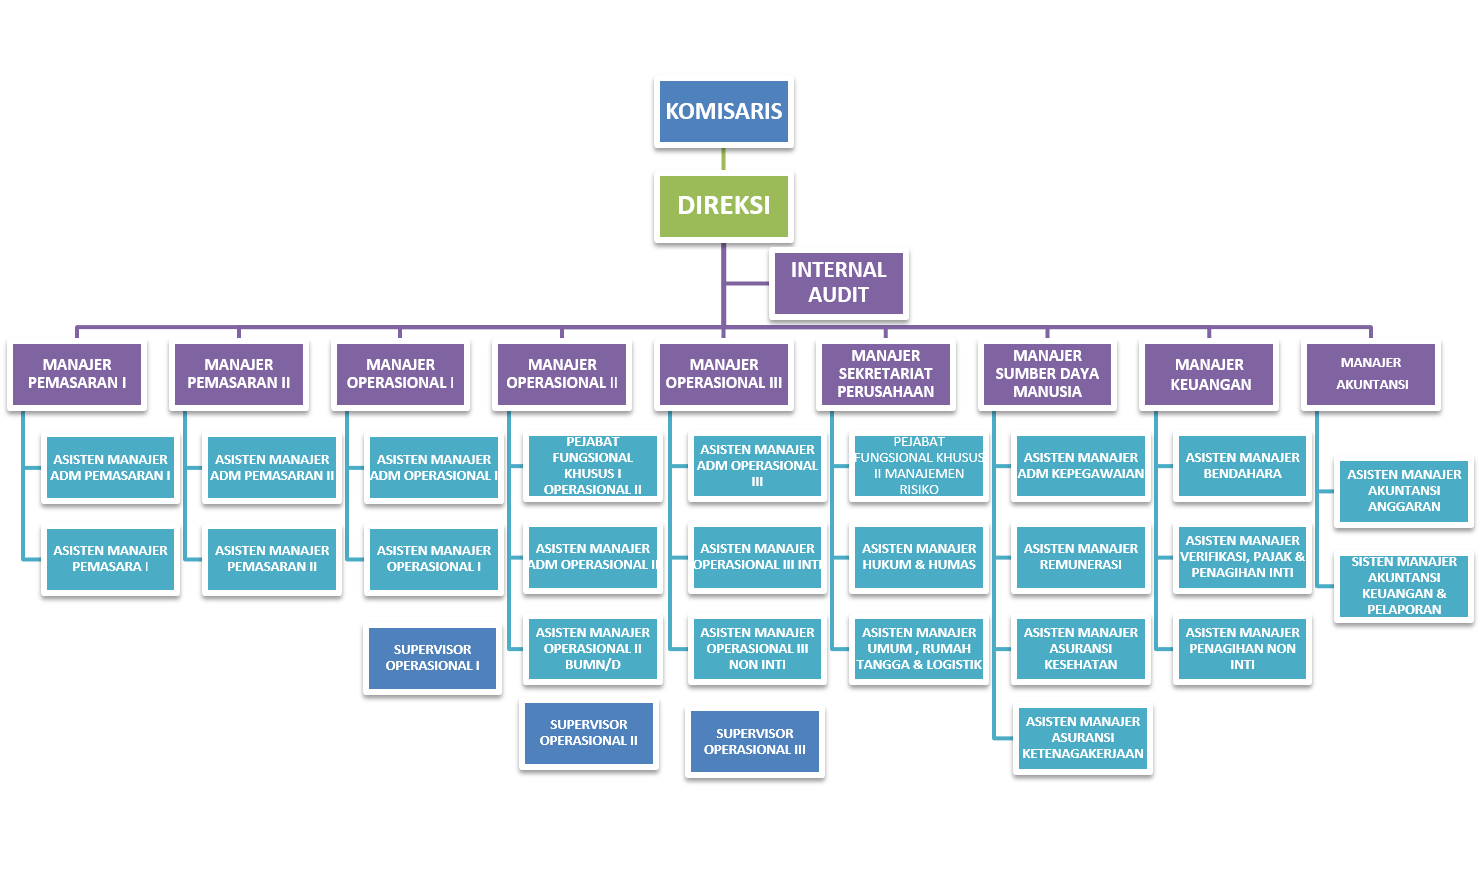 KOMISARIS
DIREKSI
INTERNAL
AUDIT
MANAJER
PEMASARAN I
MANAJER
PEMASARAN II
MANAJER
OPERASIONAL I
MANAJER
OPERASIONAL II
MANAJER
OPERASIONAL III
MANAJER
SEKRETARIAT
PERUSAHAAN
MANAJER
SUMBER DAYA
MANUSIA
MANAJER
KEUANGAN
MANAJER
AKUNTANSI
ASISTEN MANAJER
ADM PEMASARAN I
ASISTEN MANAJER
PEMASARA I
ASISTEN MANAJER
ADM PEMASARAN II
ASISTEN MANAJER
PEMASARAN II
ASISTEN MANAJER
ADM OPERASIONAL I
ASISTEN MANAJER
OPERASIONAL I
SUPERVISOR
OPERASIONAL I
PEJABAT
FUNGSIONAL
KHUSUS I
OPERASIONAL II
ASISTEN MANAJER
ADM OPERASIONAL II
ASISTEN MANAJER
OPERASIONAL II
BUMN/D
SUPERVISOR
OPERASIONAL II
ASISTEN MANAJER
ADM OPERASIONAL
III
ASISTEN MANAJER
OPERASIONAL III INTI
ASISTEN MANAJER
OPERASIONAL III
NON INTI
SUPERVISOR
OPERASIONAL III
PEJABAT
FUNGSIONAL KHUSUS
II MANAJEMEN
RISIKO
ASISTEN MANAJER
HUKUM & HUMAS
ASISTEN MANAJER
UMUM , RUMAH
TANGGA & LOGISTIK
ASISTEN MANAJER
ADM KEPEGAWAIAN
ASISTEN MANAJER
REMUNERASI
ASISTEN MANAJER
ASURANSI
KESEHATAN
ASISTEN MANAJER
ASURANSI
KETENAGAKERJAAN
ASISTEN MANAJER
BENDAHARA
ASISTEN MANAJER
VERIFIKASI, PAJAK &
PENAGIHAN INTI
ASISTEN MANAJER
PENAGIHAN NON
INTI
ASISTEN MANAJER
AKUNTANSI
ANGGARAN
SISTEN MANAJER
AKUNTANSI
KEUANGAN &
PELAPORAN